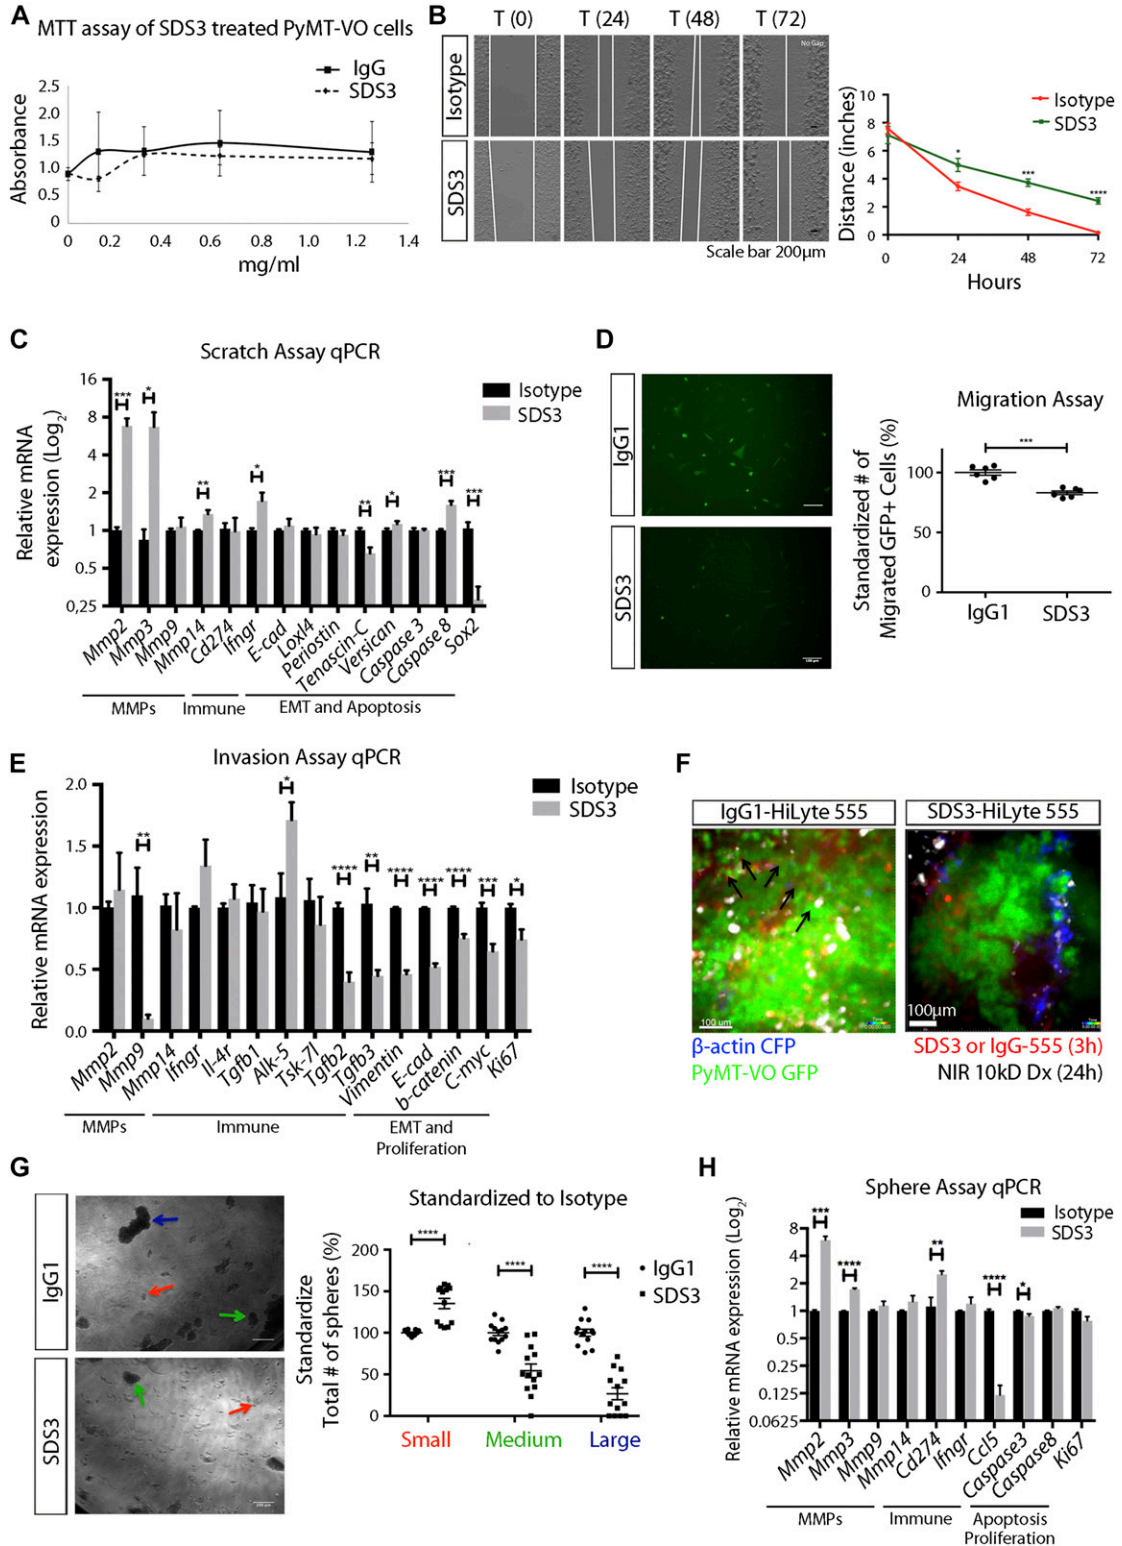 A
MTT assay of SDS3 treated PyMT-VO cells
IgG
SDS3
Absorbance
2.5
2.0
1.5
1.0
0.5
0
0 0.2 0.4 0.6 0.8 1.0 1.2 1.4
mg/ml
B
T (0) T (24) T (48) T (72)
Isotype
No Gap
SDS3
Scale bar 200μm
Isotype
SDS3
Distance (inches)
10
8
6
4
2
0
* *** ****
0 24 48 72
Hours
C
Scratch Assay qPCR
Isotype
SDS3
Relative mRNA
expression (Log2)
16
8
4
2
1
0.5
0,25
*** * ** * ** * *** ***
Mmp2 Mmp3 Mmp9 Mmp14 Cd274 Ifngr E-cad Loxl4 Periostin Tenascin-C Versican Caspase 3 Caspase 8 Sox2
MMPs Immune EMT and Apoptosis
D
IgG1
SDS3
100 μm
Migration Assay
Standardized # of
Migrated GFP+ Cells (%)
***
100
50
0
IgG1 SDS3
E
Invasion Assay qPCR
Isotype
SDS3
Relative mRNA expression
2.0
1.5
1.0
0.5
0.0
** * **** ** **** **** **** *** *
Mmp2 Mmp9 Mmp14 Ifngr Il-4r Tgfb1 Alk-5 Tsk-7l Tgfb2 Tgfb3 Vimentin E-cad b-catenin C-myc Ki67
MMPs Immune EMT and
Proliferation
F
IgG1-HiLyte 555 SDS3-HiLyte 555
100 um
100μm
β-actin CFP
PyMT-VO GFP
SDS3 or IgG-555 (3h)
NIR 10kD Dx (24h)
G
IgG1
SDS3
Standardized to Isotype
Standardize
Total # of spheres (%)
200
150
100
50
0
**** **** ****
IgG1
SDS3
Small Medium Large
H
Sphere Assay qPCR
Isotype
SDS3
Relative mRNA expression (Log2)
8
4
2
1
0.5
0.25
0.125
0.0625
*** **** ** **** *
Mmp2 Mmp3 Mmp9 Mmp14 Cd274 Ifngr Ccl5 Caspase3 Caspase8 Ki67
MMPs Immune Apoptosis
Proliferation